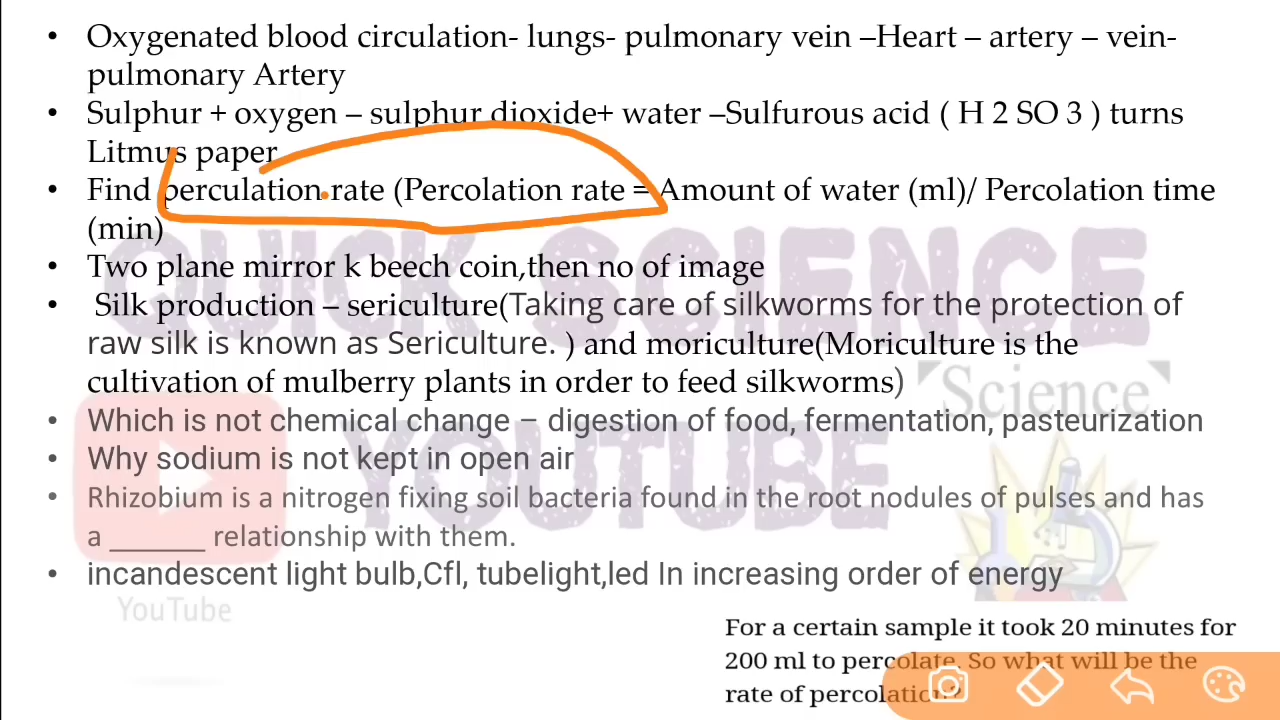 • Oxygenated blood circulation- lungs- pulmonary vein –Heart – artery – vein-
pulmonary Artery
• Sulphur + oxygen – sulphur dioxide+ water –Sulfurous acid ( H 2 SO 3 ) turns
Litmus paper
• Find perculation rate (Percolation rate = Amount of water (ml)/ Percolation time
(min)
• Two plane mirror k beech coin,then no of image
• Silk production – sericulture(Taking care of silkworms for the protection of
raw silk is known as Sericulture. ) and moriculture(Moriculture is the
cultivation of mulberry plants in order to feed silkworms)
• Which is not chemical change – digestion of food, fermentation, pasteurization
• Why sodium is not kept in open air
• Rhizobium is a nitrogen fixing soil bacteria found in the root nodules of pulses and has
a ______ relationship with them.
• incandescent light bulb,Cfl, tubelight,led In increasing order of energy
QUICK SCIENCE
Science
YOUTUBE
YouTube
For a certain sample it took 20 minutes for
200 ml to percolate. So what will be the
rate of percolation?